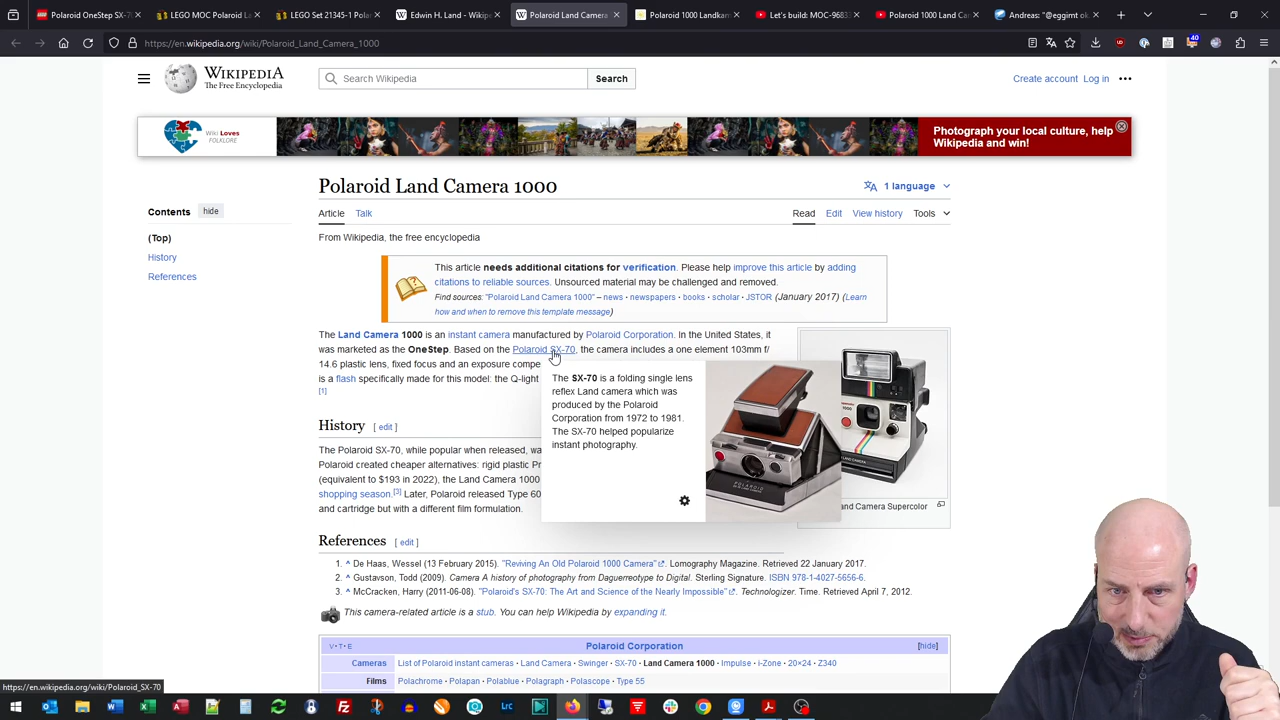 Polaroid OneStep SX-7
LEGO MOC Polaroid La
LEGO Set 21345-1 Polar
Edwin H. Land - Wikipe
Polaroid Land Camera
Polaroid 1000 Landkam
Let's build: MOC-9683
Polaroid 1000 Land Ca
Andreas: "@eggimt ok
https://en.wikipedia.org/wiki/Polaroid_Land_Camera_1000
40
WIKIPEDIA
The Free Encyclopedia
Search Wikipedia
Search
Create account Log in
Wiki Loves
FOLKLORE
Photograph your local culture, help
Wikipedia and win!
Polaroid Land Camera 1000
1 language
Contents hide
(Top)
History
References
Article Talk
Read Edit View history Tools
From Wikipedia, the free encyclopedia
This article needs additional citations for verification. Please help improve this article by adding
citations to reliable sources. Unsourced material may be challenged and removed.
Find sources: "Polaroid Land Camera 1000" – news · newspapers · books · scholar · JSTOR (January 2017) (Learn
how and when to remove this template message)
The Land Camera 1000 is an instant camera manufactured by Polaroid Corporation. In the United States, it
was marketed as the OneStep. Based on the Polaroid SX-70, the camera includes a one element 103mm f/
14.6 plastic lens, fixed focus and an exposure compe
is a flash specifically made for this model: the Q-light
[1]
The SX-70 is a folding single lens
reflex Land camera which was
produced by the Polaroid
Corporation from 1972 to 1981.
The SX-70 helped popularize
instant photography.
POLAROID
and Camera Supercolor
History [ edit ]
The Polaroid SX-70, while popular when released, wa
Polaroid created cheaper alternatives: rigid plastic Pr
(equivalent to $193 in 2022), the Land Camera 1000
shopping season.[3] Later, Polaroid released Type 60
and cartridge but with a different film formulation.
References [ edit ]
1. ^ De Haas, Wessel (13 February 2015). "Reviving An Old Polaroid 1000 Camera". Lomography Magazine. Retrieved 22 January 2017.
2. ^ Gustavson, Todd (2009). Camera A history of photography from Daguerreotype to Digital. Sterling Signature. ISBN 978-1-4027-5656-6.
3. ^ McCracken, Harry (2011-06-08). "Polaroid's SX-70: The Art and Science of the Nearly Impossible". Technologizer. Time. Retrieved April 7, 2012.
This camera-related article is a stub. You can help Wikipedia by expanding it.
V·T·E Polaroid Corporation [hide]
Cameras List of Polaroid instant cameras · Land Camera · Swinger · SX-70 · Land Camera 1000 · Impulse · i-Zone · 20×24 · Z340
Films Polachrome · Polapan · Polablue · Polagraph · Polascope · Type 55
https://en.wikipedia.org/wiki/Polaroid_SX-70